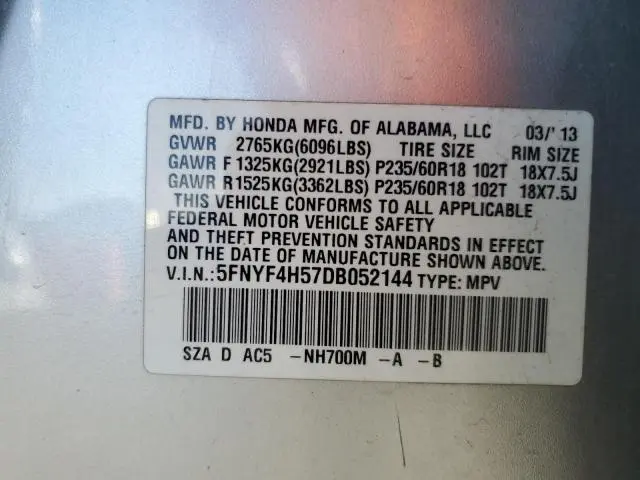 MFD. BY HONDA MFG. OF ALABAMA, LLC 03/'13
GVWR 2765KG(6096LBS) TIRE SIZE RIM SIZE
GAWR F 1325KG(2921LBS) P235/60R18 102T 18X7.5J
GAWR R 1525KG(3362LBS) P235/60R18 102T 18X7.5J
THIS VEHICLE CONFORMS TO ALL APPLICABLE
FEDERAL MOTOR VEHICLE SAFETY
AND THEFT PREVENTION STANDARDS IN EFFECT
ON THE DATE OF MANUFACTURE SHOWN ABOVE.
V.I.N.: 5FNYF4H57DB052144 TYPE: MPV
SZA D AC5 -NH700M -A -B